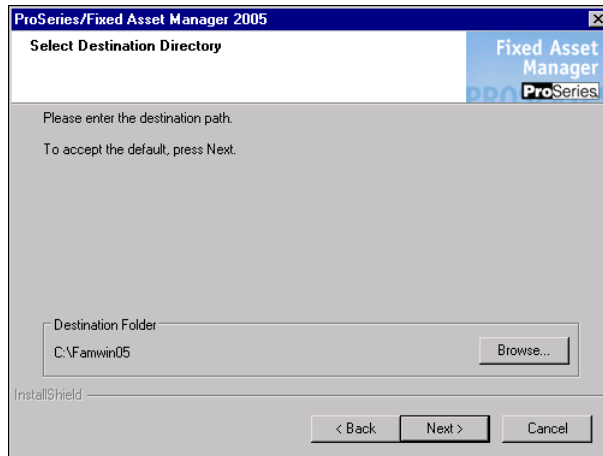 ProSeries/Fixed Asset Manager 2005
Select Destination Directory
Fixed Asset
Manager
ProSeries
Please enter the destination path.
To accept the default, press Next.
Destination Folder
C:\Famwin05
Browse...
InstallShield
< Back
Next >
Cancel